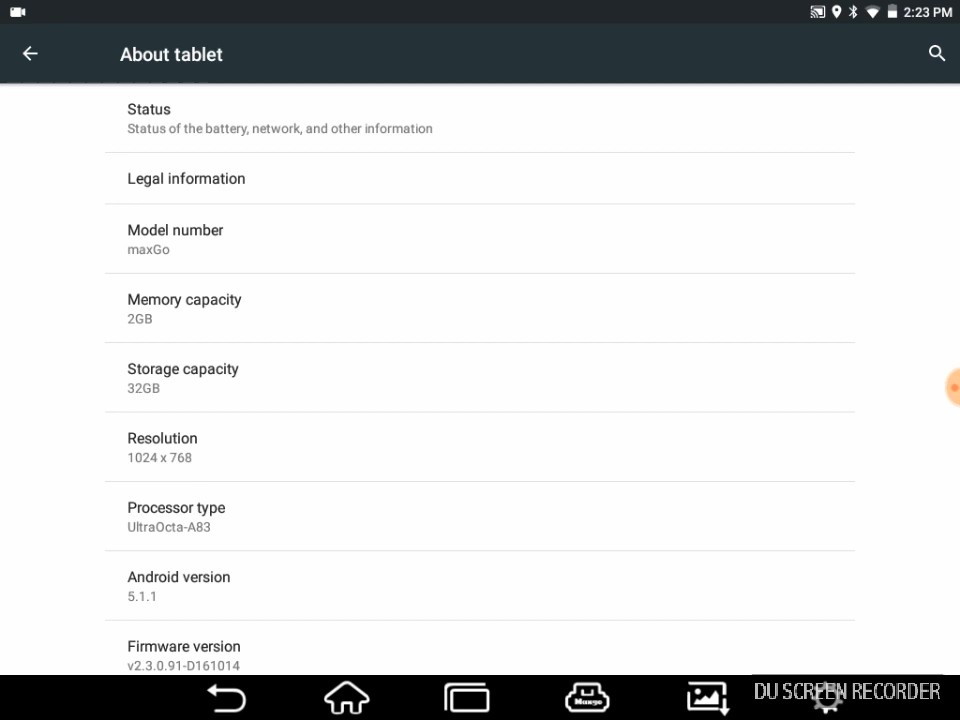 2:23 PM
About tablet
Status
Status of the battery, network, and other information
Legal information
Model number
maxGo
Memory capacity
2GB
Storage capacity
32GB
Resolution
1024 x 768
Processor type
UltraOcta-A83
Android version
5.1.1
Firmware version
v2.3.0.91-D161014
DU SCREEN RECORDER